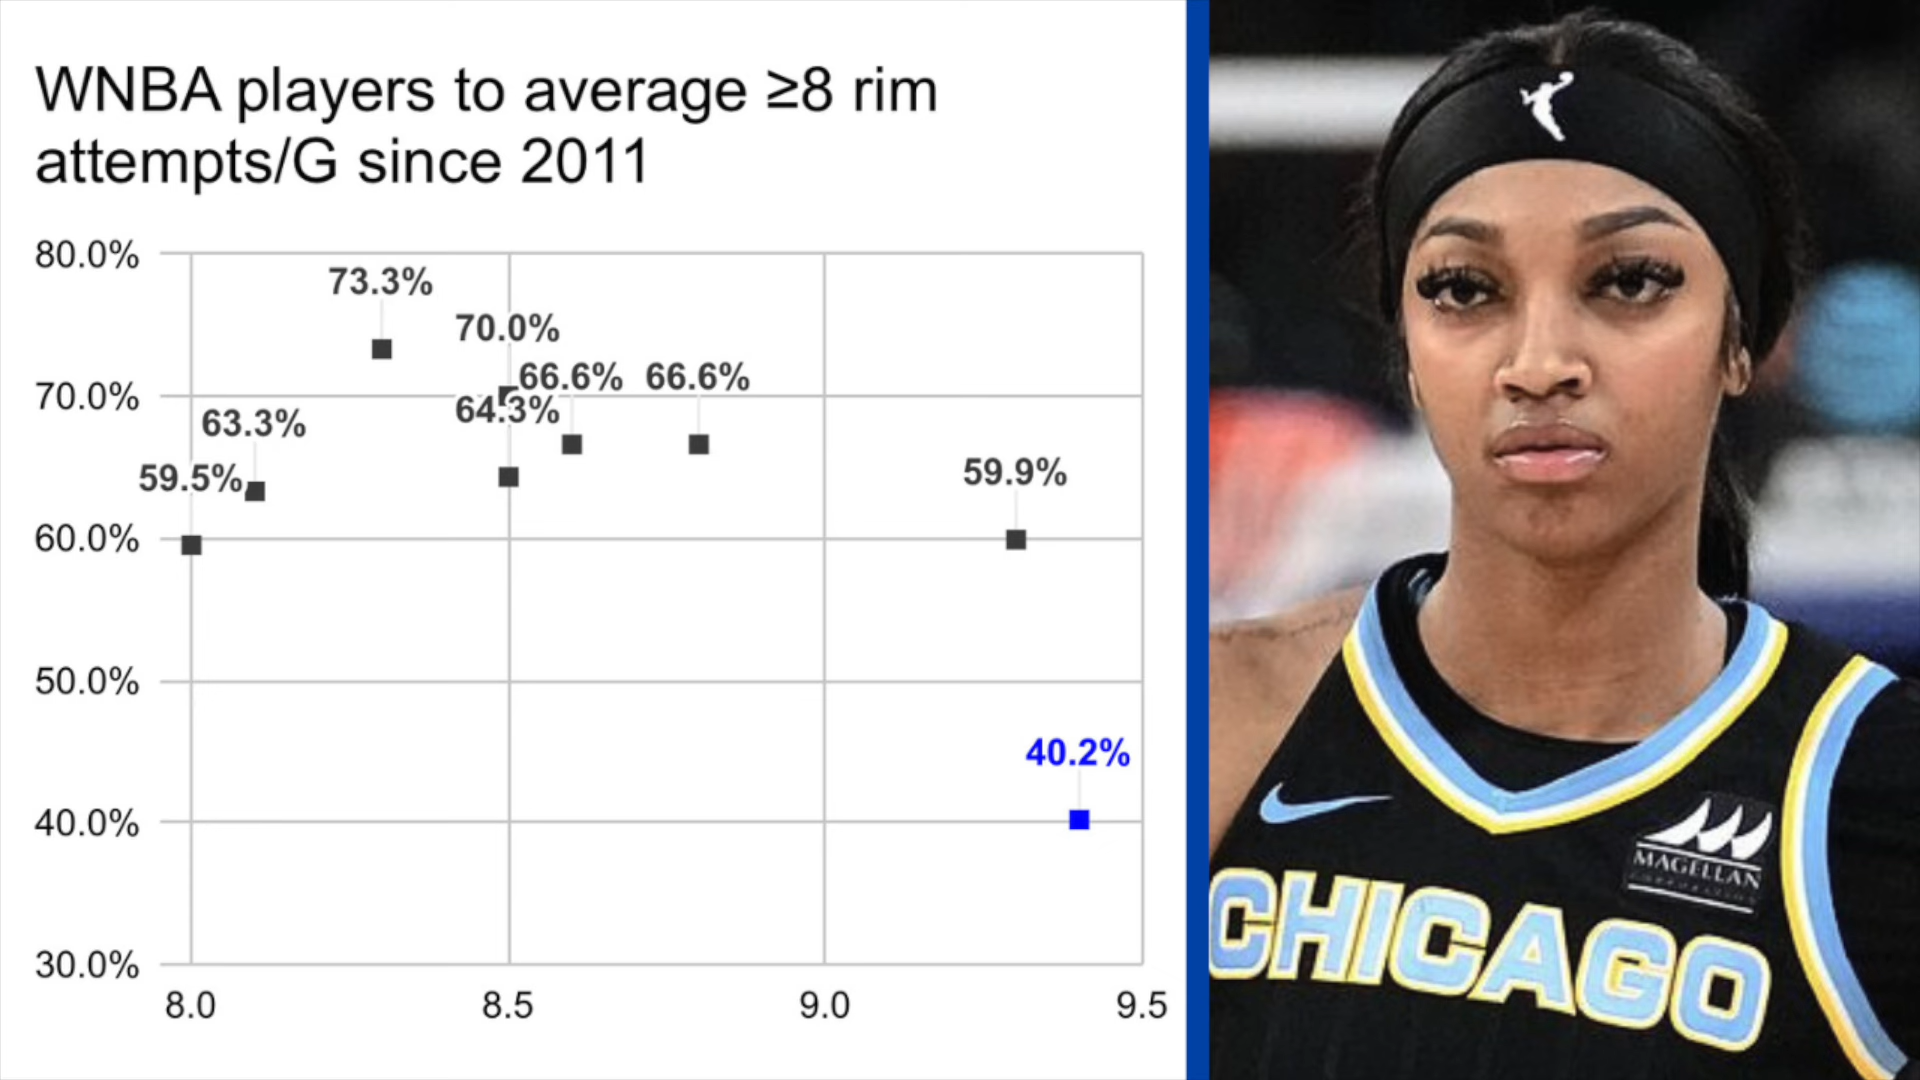 WNBA players to average ≥8 rim
attempts/G since 2011
80.0%
73.3%
70.0%
66.6% 66.6%
70.0%
64.3%
63.3%
59.5%
59.9%
60.0%
50.0%
40.2%
40.0%
30.0%
8.0 8.5 9.0 9.5
MAGELLAN
CORPORATION
CHICAGO